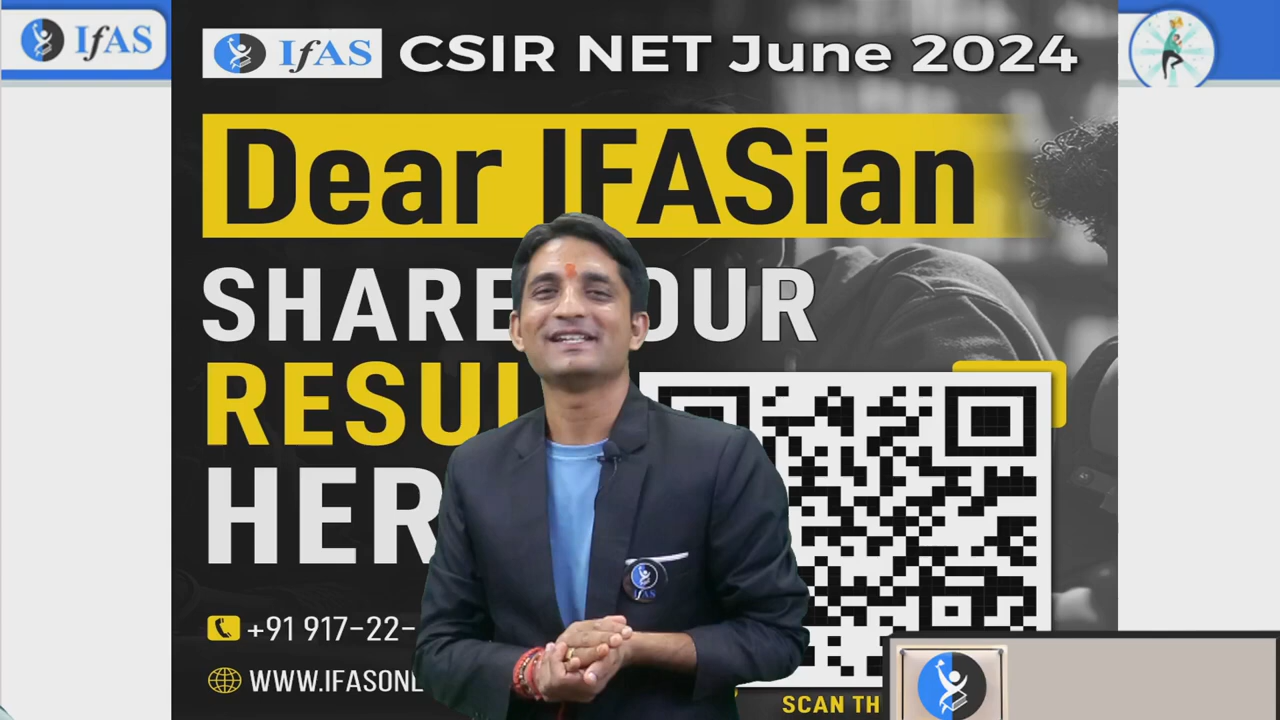 IfAS
IfAS CSIR NET June 2024
Dear IFASian
SHARE OUR
RESU
HER
+91 917-22-
WWW.IFASONL
SCAN TH
IfAS